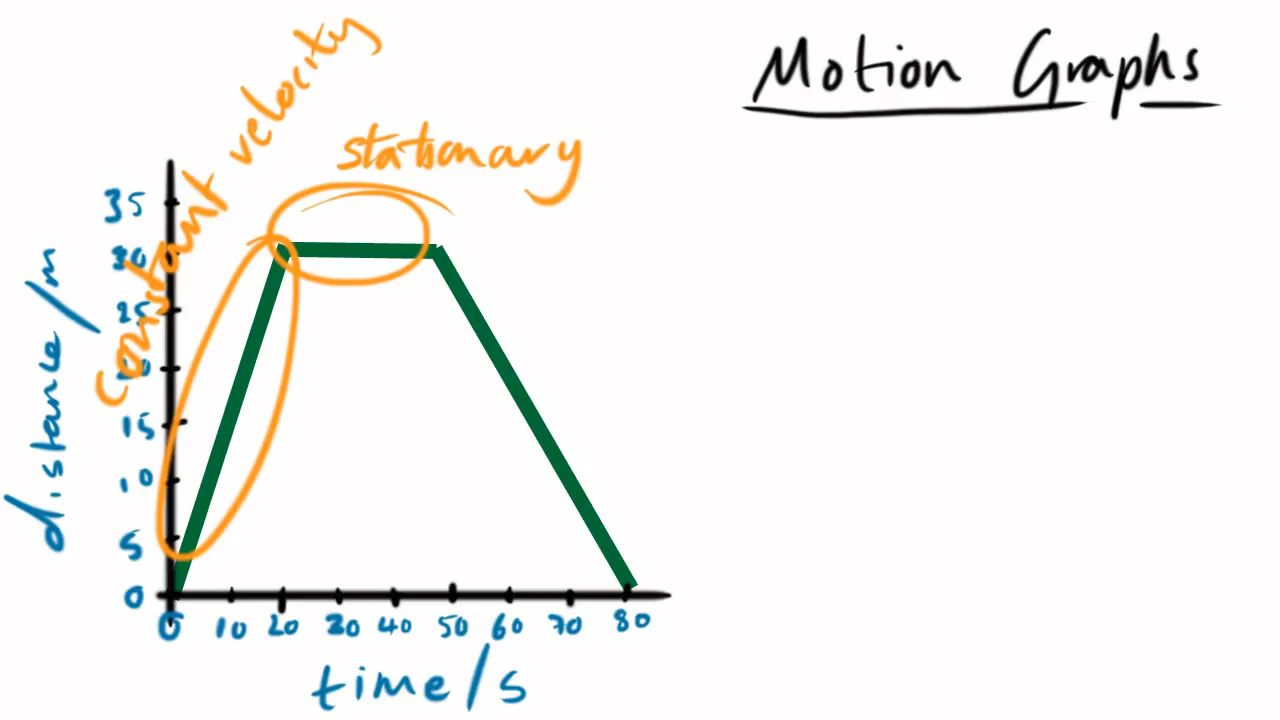 Motion Graphs
constant velocity
stationary
distance/m
35
30
25
20
15
10
5
0
0 10 20 30 40 50 60 70 80
time/s